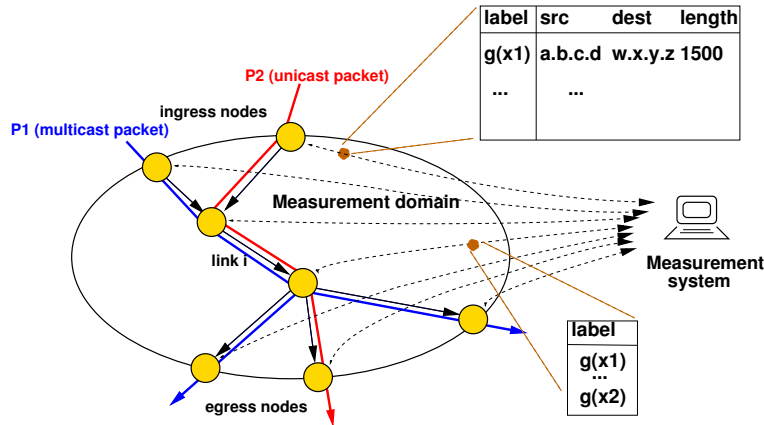 label src dest length
g(x1) a.b.c.d w.x.y.z 1500
... ...
P2 (unicast packet)
ingress nodes
P1 (multicast packet)
Measurement domain
link i
Measurement
system
label
g(x1)
...
g(x2)
egress nodes